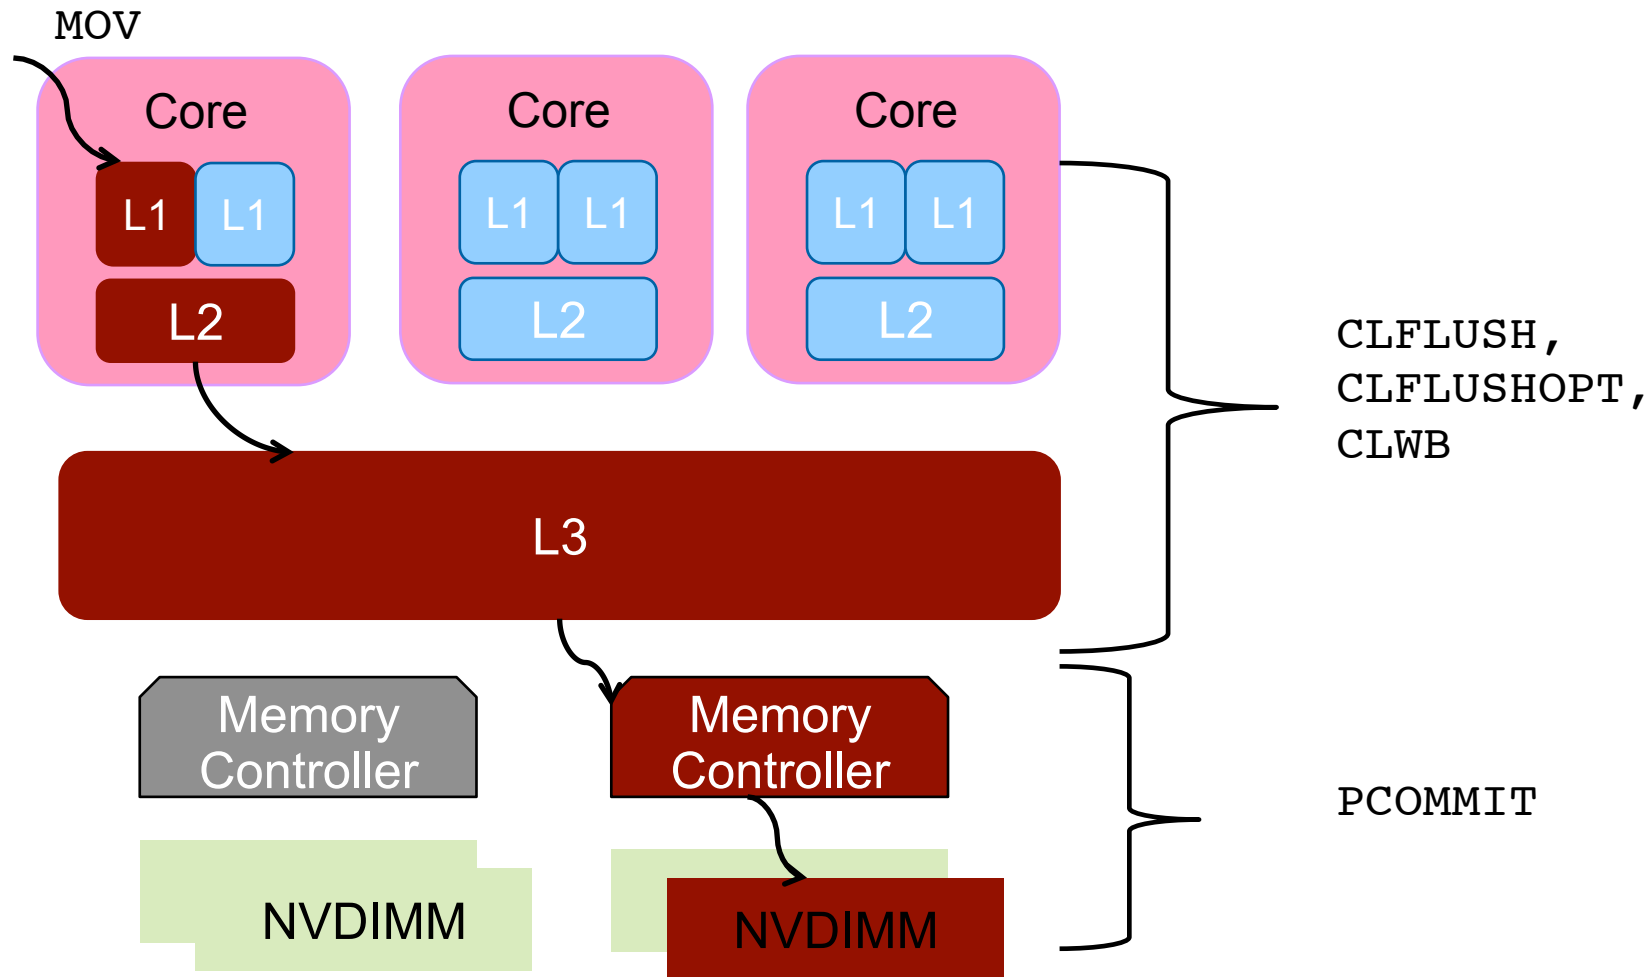 MOV
Core
Core
Core
L1 L1
L1 L1
L1 L1
L2
L2
L2
CLFLUSH,
CLFLUSHOPT,
CLWB
L3
Memory
Controller
Memory
Controller
PCOMMIT
NVDIMM
NVDIMM